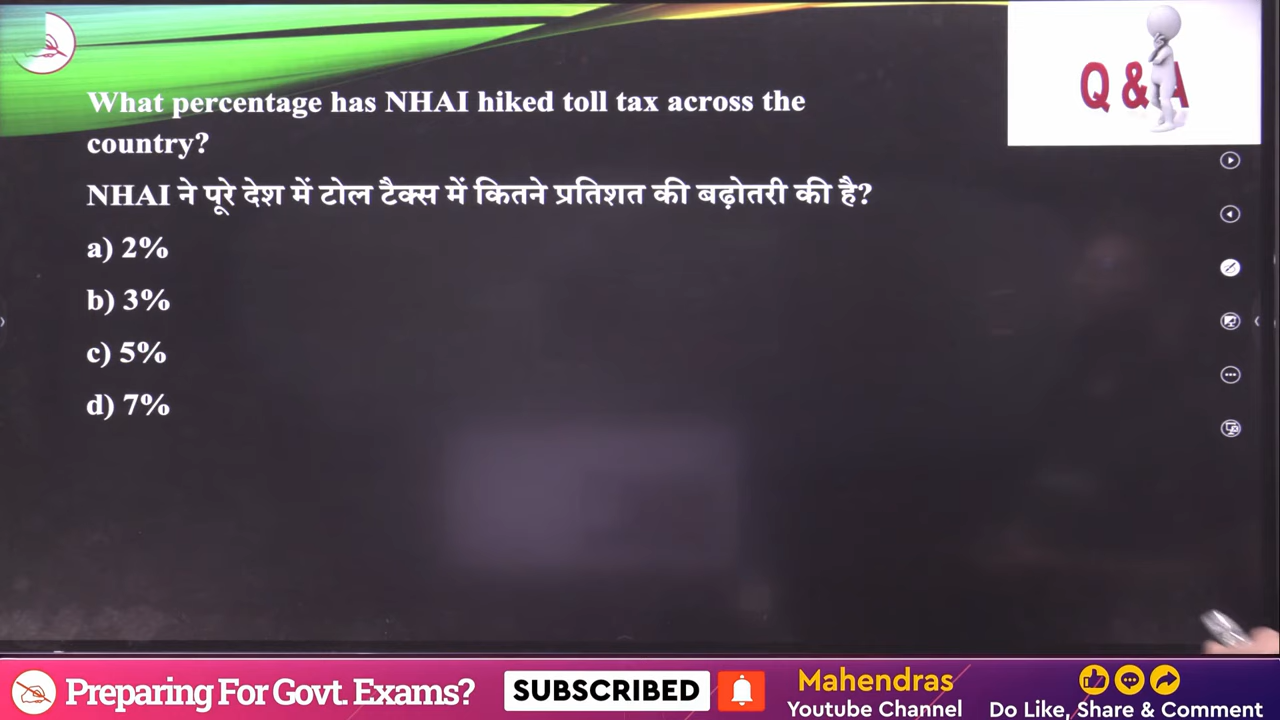 What percentage has NHAI hiked toll tax across the
country?
NHAI ने पूरे देश में टोल टैक्स में कितने प्रतिशत की बढ़ोतरी की है?
a) 2%
b) 3%
c) 5%
d) 7%
Q & A
Preparing For Govt. Exams?
SUBSCRIBED
Mahendras
Youtube Channel
Do Like, Share & Comment